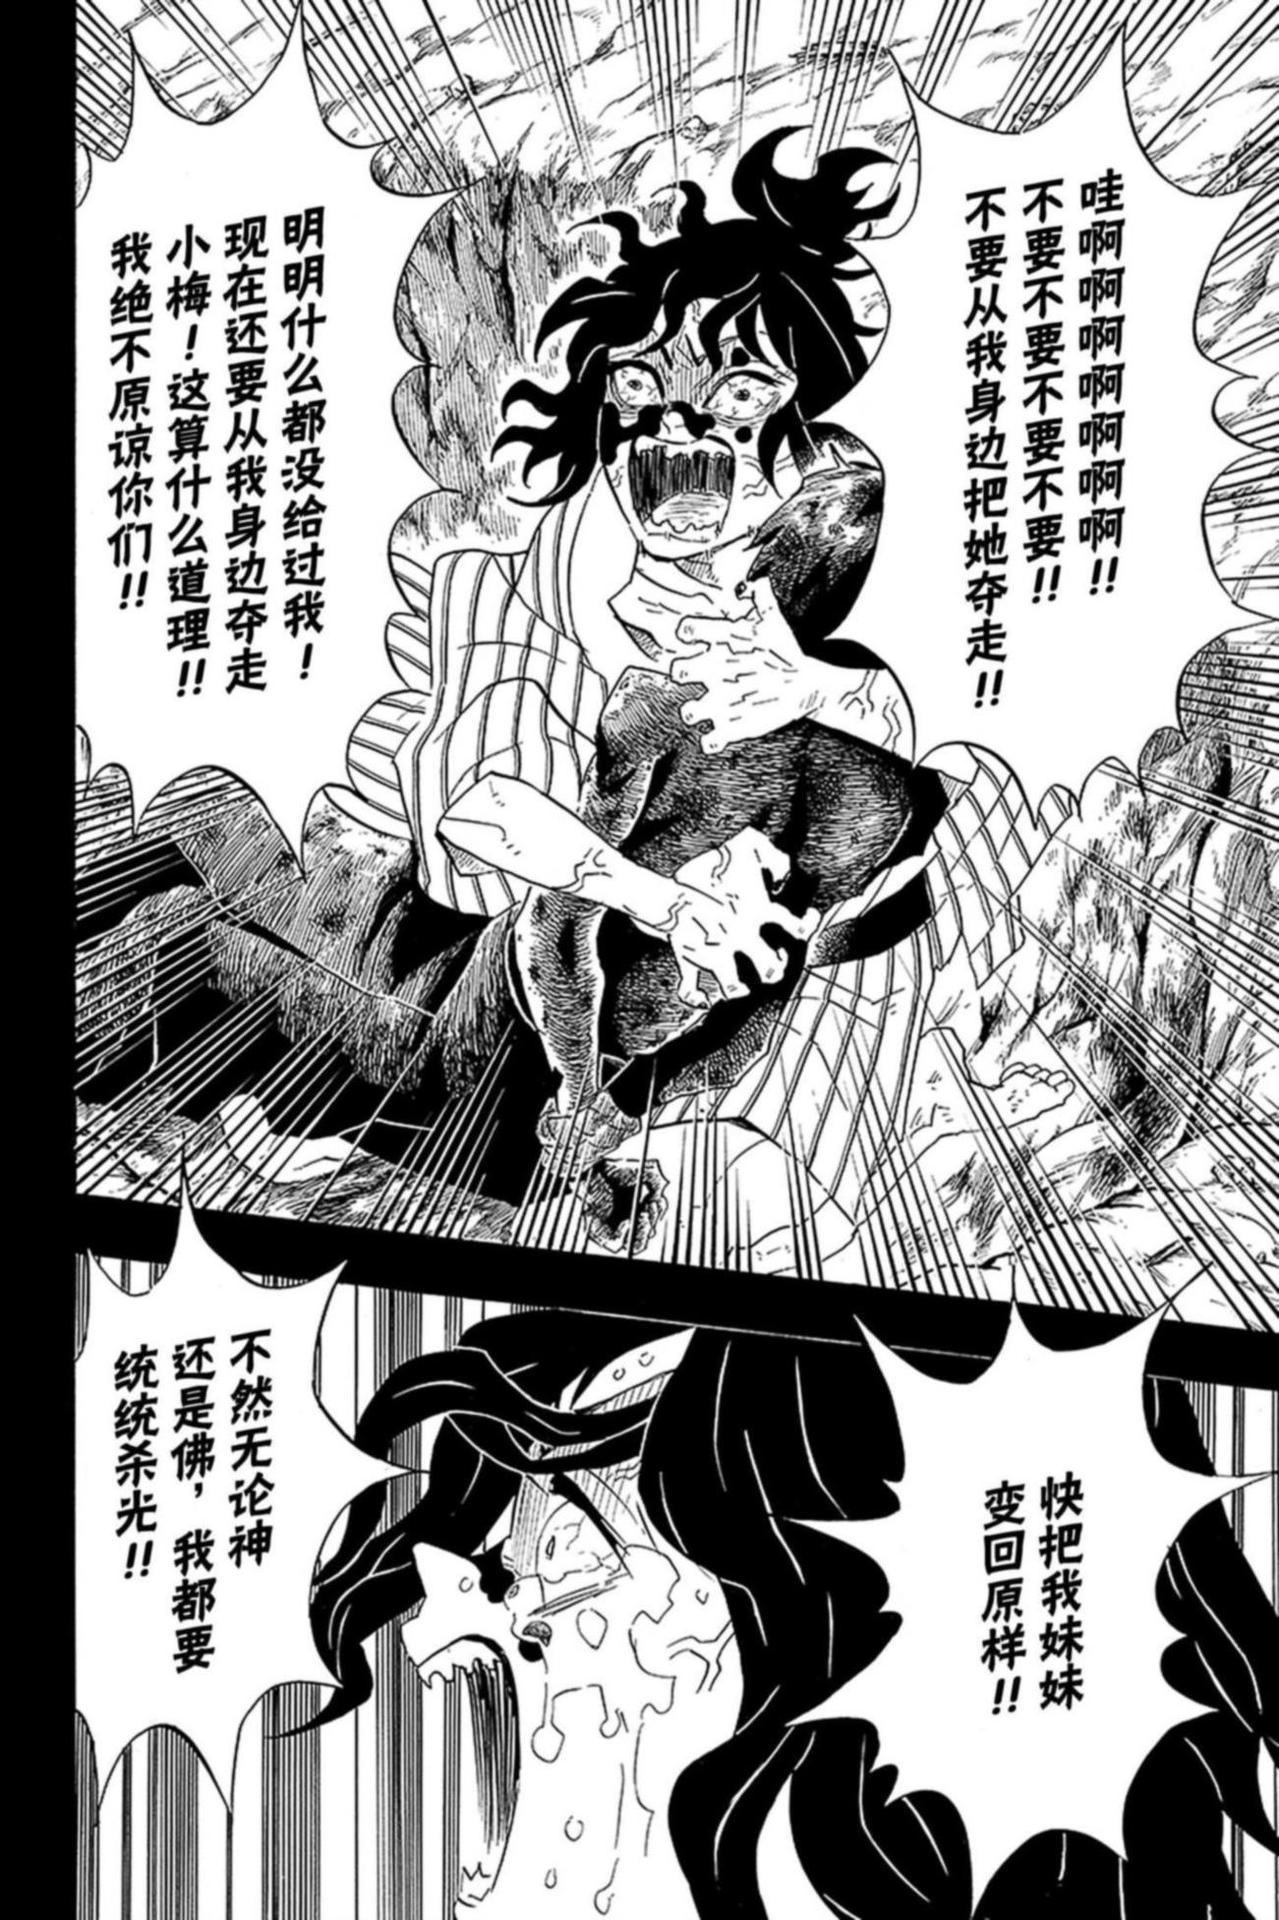 哇啊啊啊啊啊啊啊!!
不要不要不要不要!!
不要从我身边把她夺走!!
明明什么都没给过我!
现在还要从我身边夺走
小梅!这算什么道理!!
我绝不原谅你们!!
快把我妹妹
变回原样!!
不然无论神
还是佛，我都要
统统杀光!!